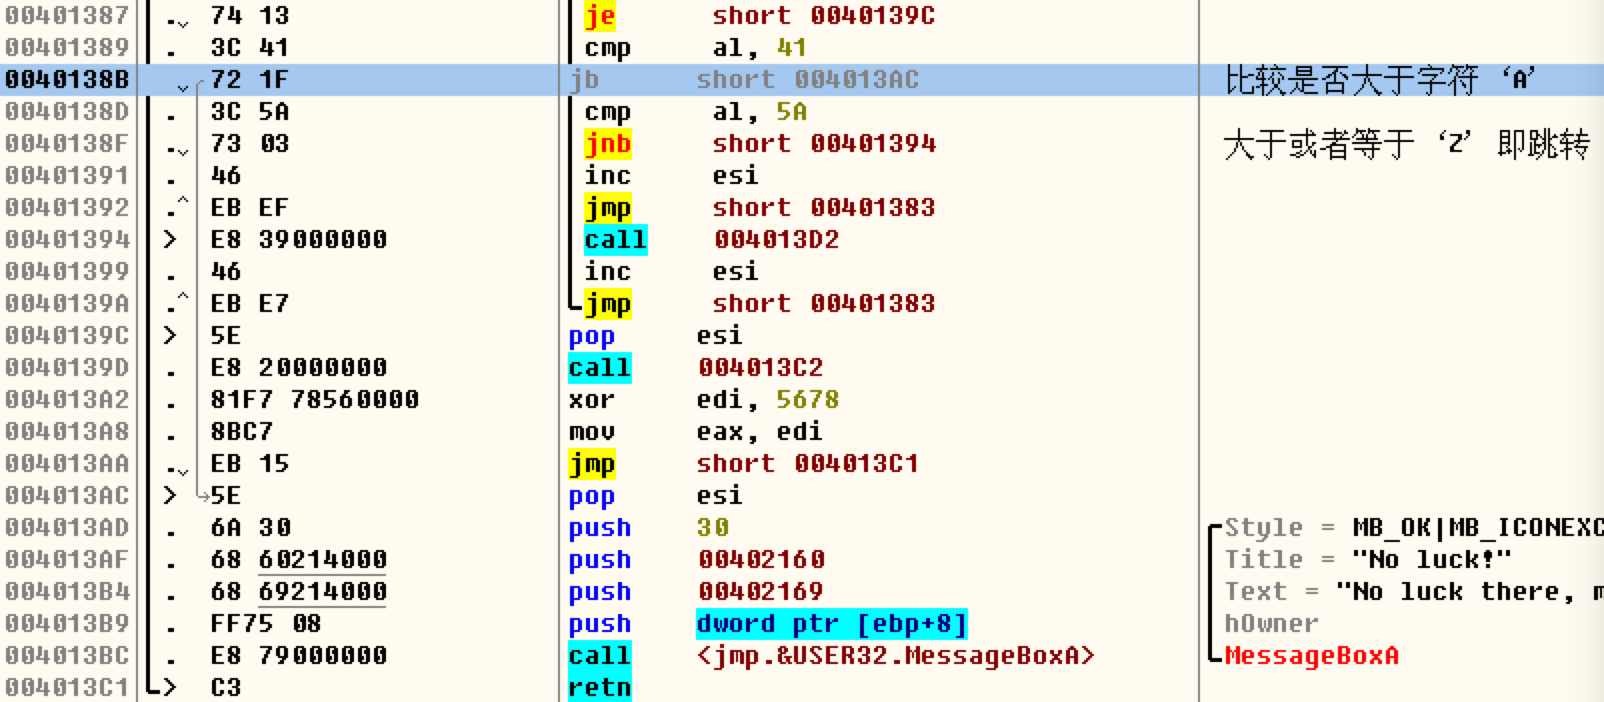 00401387 . 74 13 je short 0040139C
00401389 . 3C 41 cmp al, 41
0040138B 72 1F jb short 004013AC 比较是否大于字符 ‘A’
0040138D . 3C 5A cmp al, 5A
0040138F . 73 03 jnb short 00401394 大于或者等于 ‘Z’ 即跳转
00401391 . 46 inc esi
00401392 .^ EB EF jmp short 00401383
00401394 > E8 39000000 call 004013D2
00401399 . 46 inc esi
0040139A .^ EB E7 jmp short 00401383
0040139C > 5E pop esi
0040139D . E8 20000000 call 004013C2
004013A2 . 81F7 78560000 xor edi, 5678
004013A8 . 8BC7 mov eax, edi
004013AA . EB 15 jmp short 004013C1
004013AC > 5E pop esi
004013AD . 6A 30 push 30 Style = MB_OK|MB_ICONEXC
004013AF . 68 60214000 push 00402160 Title = "No luck!"
004013B4 . 68 69214000 push 00402169 Text = "No luck there, m
004013B9 . FF75 08 push dword ptr [ebp+8] hOwner
004013BC . E8 79000000 call <jmp.&USER32.MessageBoxA> MessageBoxA
004013C1 > C3 retn